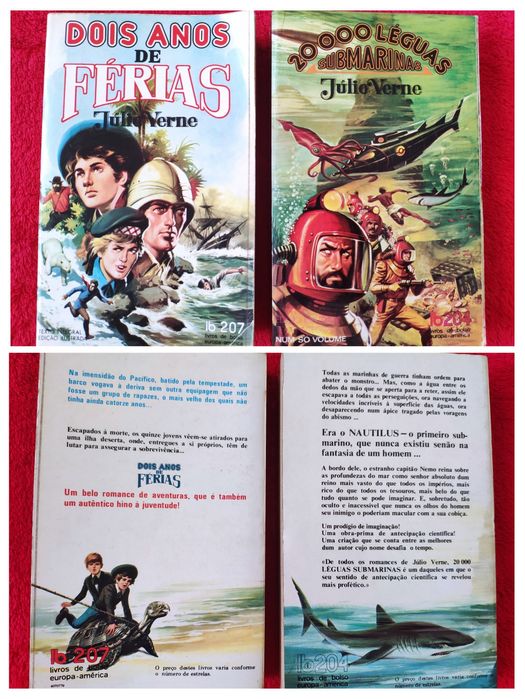 DOIS ANOS
DE
FÉRIAS
Júlio Verne
TEXTO INTEGRAL
EDIÇÃO ILUSTRADA
lb 207
livros de bolso
europa-américa
20 000 LÉGUAS
SUBMARINAS
Júlio Verne
NUM SÓ VOLUME
lb 204
livros de bolso
europa-américa
Na imensidão do Pacífico, batido pela tempestade, um
barco vogava à deriva sem outra equipagem que não
fosse um grupo de rapazes, o mais velho dos quais não
tinha ainda catorze anos...
Escapados à morte, os quinze jovens vêem-se atirados para
uma ilha deserta, onde, entregues a si próprios, têm de
lutar para assegurar a sobrevivência...
DOIS ANOS
DE
FÉRIAS
Um belo romance de aventuras, que é também
um autêntico hino à juventude!
lb 207
livros de bolso
europa-américa
O preço destes livros varia conforme
o número de estrelas.
Todas as marinhas de guerra tinham ordem para
abater o monstro... Mas, como a água entre os
dedos da mão que se aperta para a reter, assim ele
escapava a todas as perseguições, ora navegando a
velocidades incríveis à superfície das águas, ora
desaparecendo num ápice tragado pelas voragens
do abismo ...
Era o NAUTILUS — o primeiro sub-
marino, que nunca existiu senão na
fantasia de um homem ...
A bordo dele, o estranho capitão Nemo reina sobre
as profundezas do mar como senhor absoluto dum
reino mais vasto do que todos os impérios, mais
rico do que todos os tesouros, mais belo do que
tudo quanto se pode imaginar. E, sobretudo, tão
oculto e inacessível que nunca os olhos do homem
seu inimigo o poderiam macular com a sua cobiça.
Um prodígio de imaginação!
Uma obra-prima de antecipação científica!
Uma criação que se conta entre as melhores
dum autor cujo nome desafia o tempo.
«De todos os romances de Júlio Verne, 20 000
LÉGUAS SUBMARINAS é um daqueles em que o
seu sentido de antecipação científica se revelou
mais profético.»
lb 204
livros de bolso
europa-américa
O preço destes livros varia conforme
o número de estrelas.